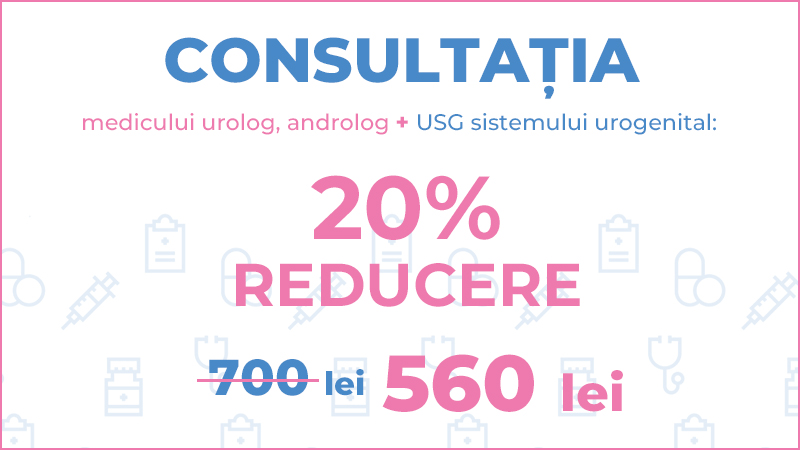 CONSULTAȚIA
medicului urolog, androlog + USG sistemului urogenital:
20%
REDUCERE
700 lei 560 lei